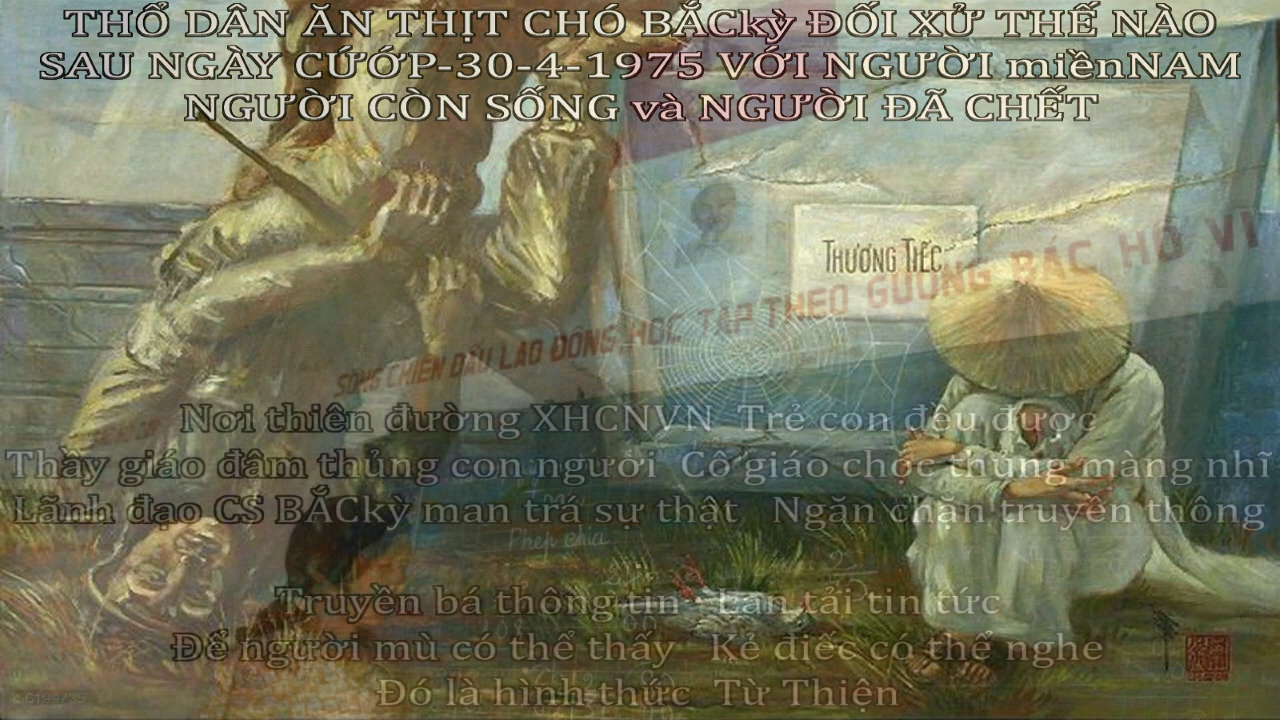 THỔ DÂN ĂN THỊT CHÓ BẮCkỳ ĐỐI XỬ THẾ NÀO
SAU NGÀY CƯỚP-30-4-1975 VỚI NGƯỜI miềnNAM
NGƯỜI CÒN SỐNG và NGƯỜI ĐÃ CHẾT
THƯƠNG TIẾC
SỐNG CHIẾN ĐẤU LAO ĐỘNG HỌC TẬP THEO GƯƠNG BÁC HỒ VĨ
Nơi thiên đường XHCNVN Trẻ con đều được
Thầy giáo đâm thủng con người Cô giáo chọc thủng màng nhĩ
Lãnh đạo CS BẮCkỳ man trá sự thật Ngăn chặn truyền thông
Phép chia
Truyền bá thông tin - Lan tải tin tức
Để người mù có thể thấy Kẻ điếc có thể nghe
Đó là hình thức Từ Thiện